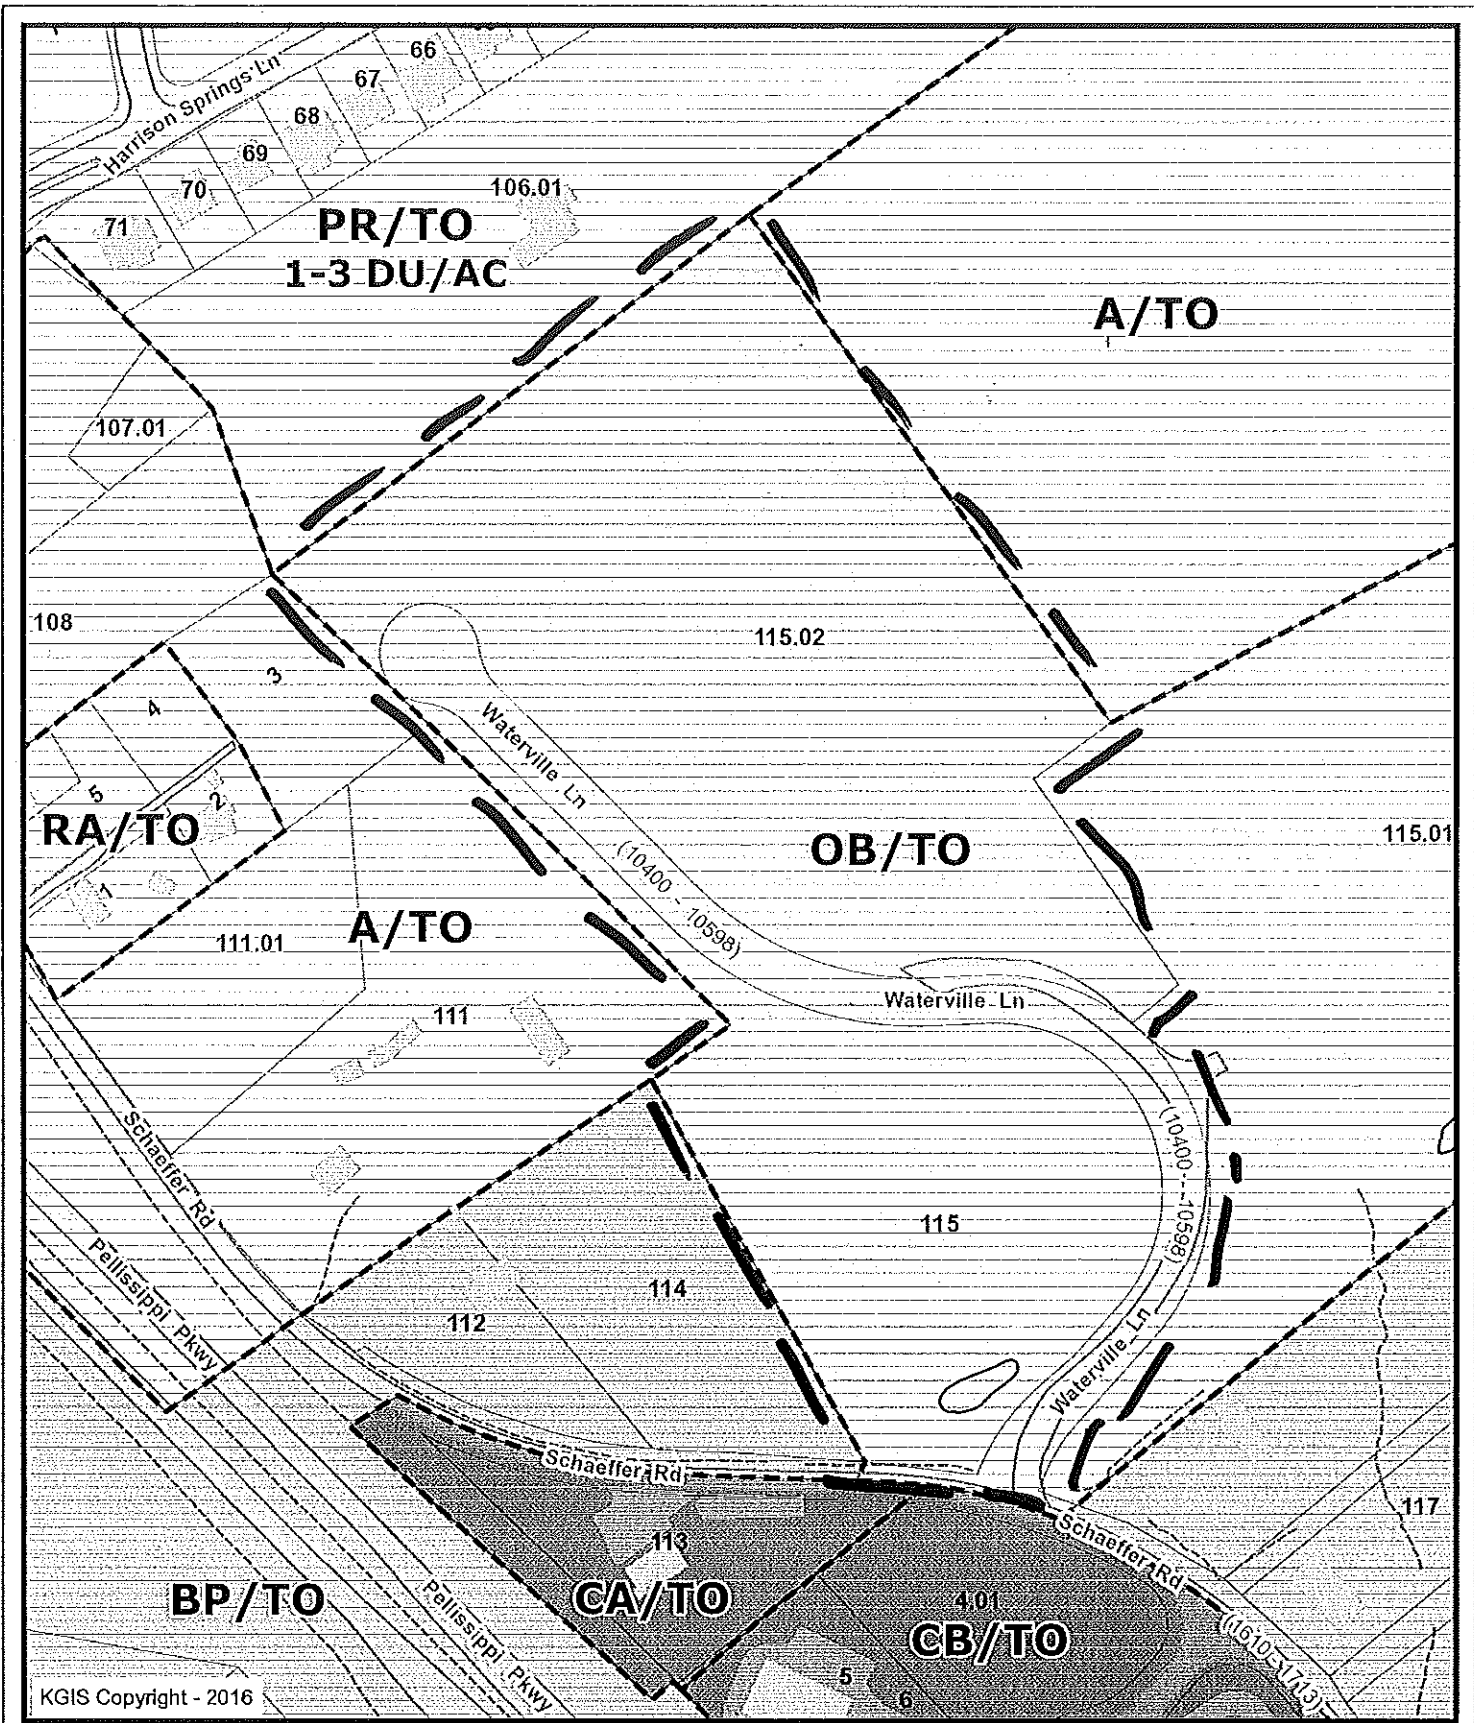 66
67
Harrison Springs Ln
68
69
70
106.01
71
PR/TO
1-3 DU/AC
A/TO
107.01
108
115.02
3
4
Waterville Ln
5
2
RA/TO
OB/TO
115.01
(10400 - 10598)
1
A/TO
111.01
Waterville Ln
111
Schaeffer Rd
(10400 - 10598)
115
Pellissippi Pkwy
114
112
Waterville Ln
Schaeffer Rd
117
113
Schaeffer Rd
BP/TO
Pellissippi Pkwy
CA/TO
4.01
CB/TO
(1610 - 1713)
5
6
KGIS Copyright - 2016